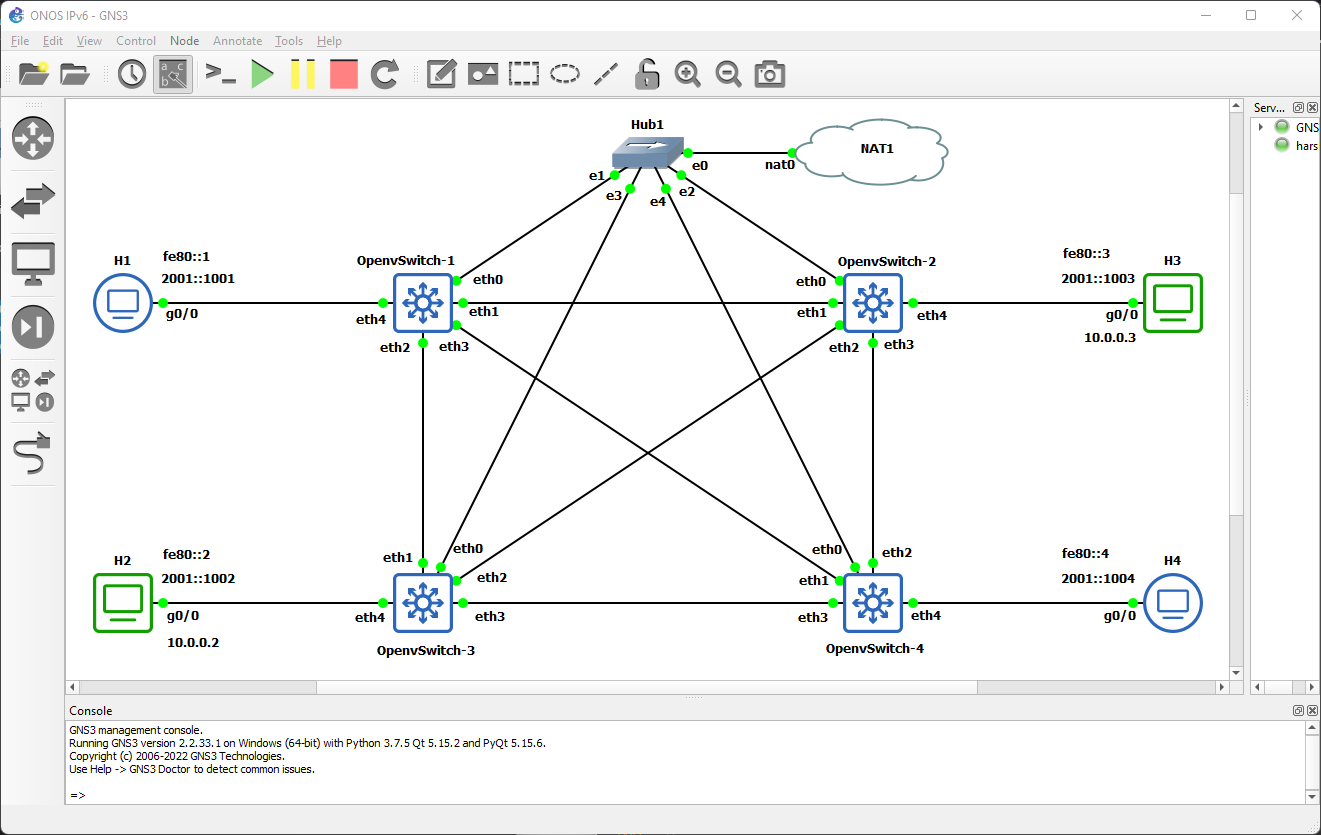 ONOS IPv6 - GNS3
File Edit View Control Node Annotate Tools Help
a c
b
Hub1
NAT1
e0
nat0
e1
e2
e3
e4
H1
fe80::1
2001::1001
g0/0
OpenvSwitch-1
eth0
eth1
eth4
eth2
eth3
OpenvSwitch-2
eth0
eth1
eth4
eth2
eth3
fe80::3
H3
2001::1003
g0/0
10.0.0.3
H2
fe80::2
2001::1002
g0/0
10.0.0.2
eth1
eth0
eth2
eth4
eth3
OpenvSwitch-3
eth0
eth2
eth1
eth3
eth4
OpenvSwitch-4
fe80::4
H4
2001::1004
g0/0
Serv...
GNS
hars
Console
GNS3 management console.
Running GNS3 version 2.2.33.1 on Windows (64-bit) with Python 3.7.5 Qt 5.15.2 and PyQt 5.15.6.
Copyright (c) 2006-2022 GNS3 Technologies.
Use Help -> GNS3 Doctor to detect common issues.
=>